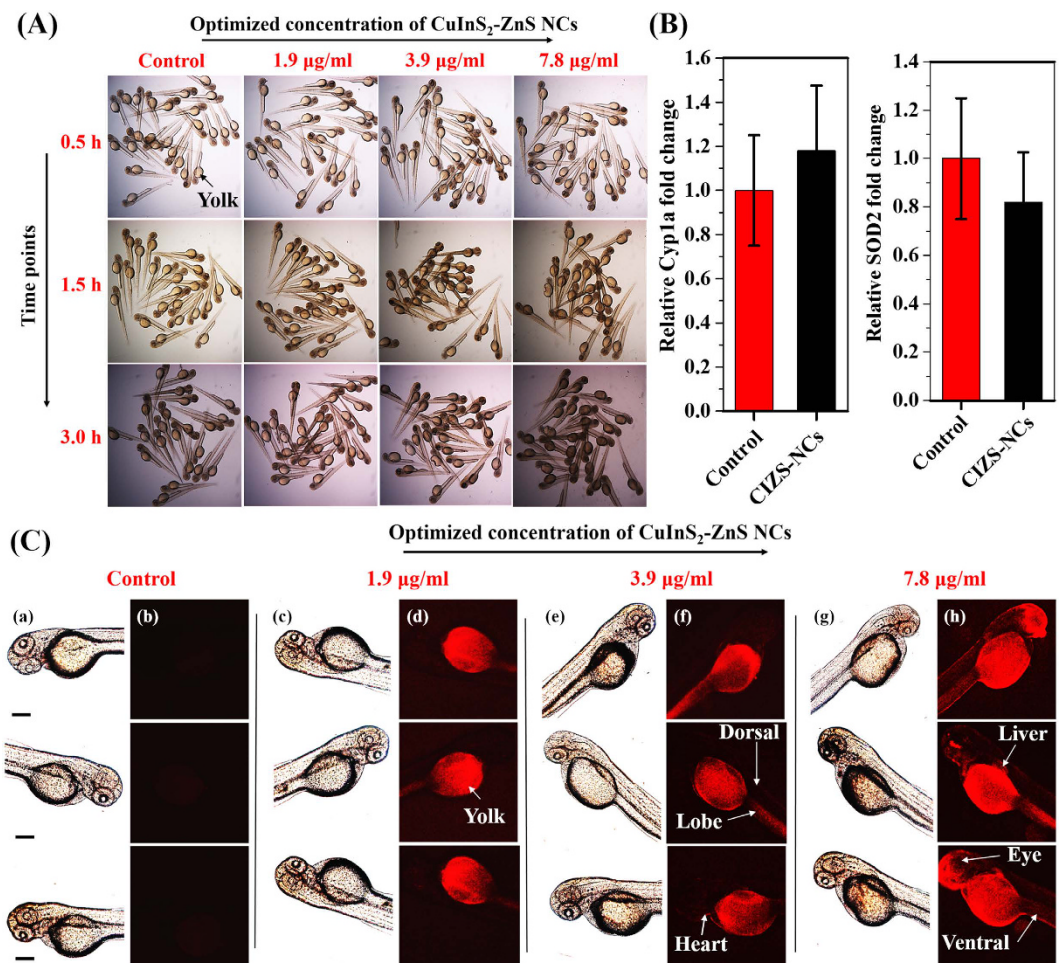 (A)
Optimized concentration of CuInS₂-ZnS NCs
Control
1.9 µg/ml
3.9 µg/ml
7.8 µg/ml
Time points
0.5 h
1.5 h
3.0 h
Yolk
(B)
Relative Cyp1a fold change
1.6
1.4
1.2
1.0
0.8
0.6
0.4
0.2
0.0
Control
CIZS-NCs
Relative SOD2 fold change
1.4
1.2
1.0
0.8
0.6
0.4
0.2
0.0
Control
CIZS-NCs
(C)
Optimized concentration of CuInS₂-ZnS NCs
Control
1.9 µg/ml
3.9 µg/ml
7.8 µg/ml
(a)
(b)
(c)
(d)
(e)
(f)
(g)
(h)
Yolk
Dorsal
Lobe
Heart
Liver
Eye
Ventral